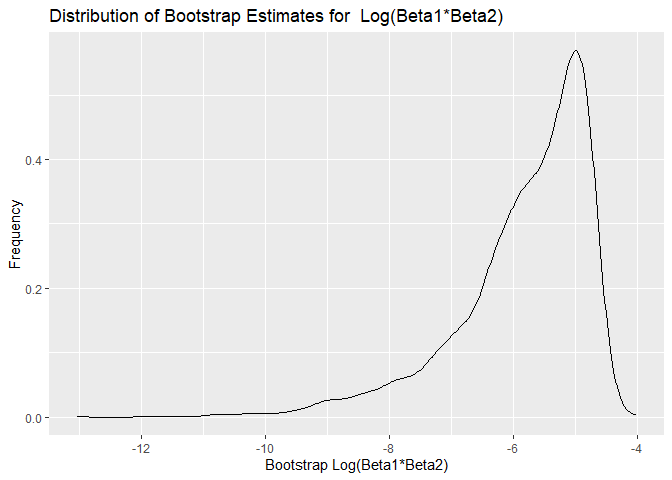 Distribution of Bootstrap Estimates for  Log(Beta1*Beta2)
Frequency
0.4
0.2
0.0
-12
-10
-8
-6
-4
Bootstrap Log(Beta1*Beta2)